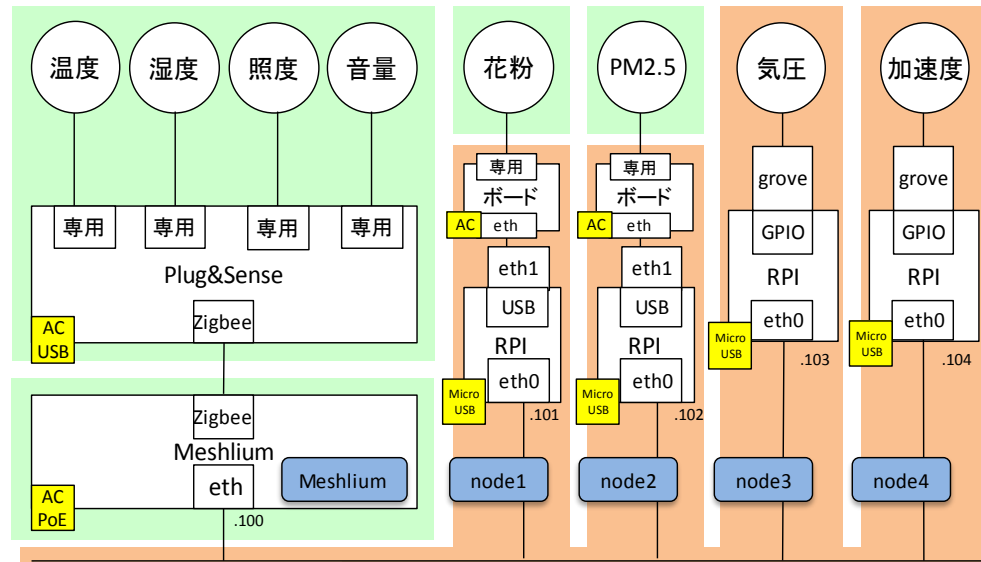 温度
湿度
照度
音量
花粉
PM2.5
気圧
加速度
専用
専用
専用
専用
Plug&Sense
Zigbee
AC
USB
Zigbee
Meshlium
eth
Meshlium
AC
PoE
.100
専用
ボード
AC
eth
eth1
USB
RPI
eth0
Micro
USB
.101
node1
専用
ボード
AC
eth
eth1
USB
RPI
eth0
Micro
USB
.102
node2
grove
GPIO
RPI
eth0
Micro
USB
.103
node3
grove
GPIO
RPI
eth0
Micro
USB
.104
node4